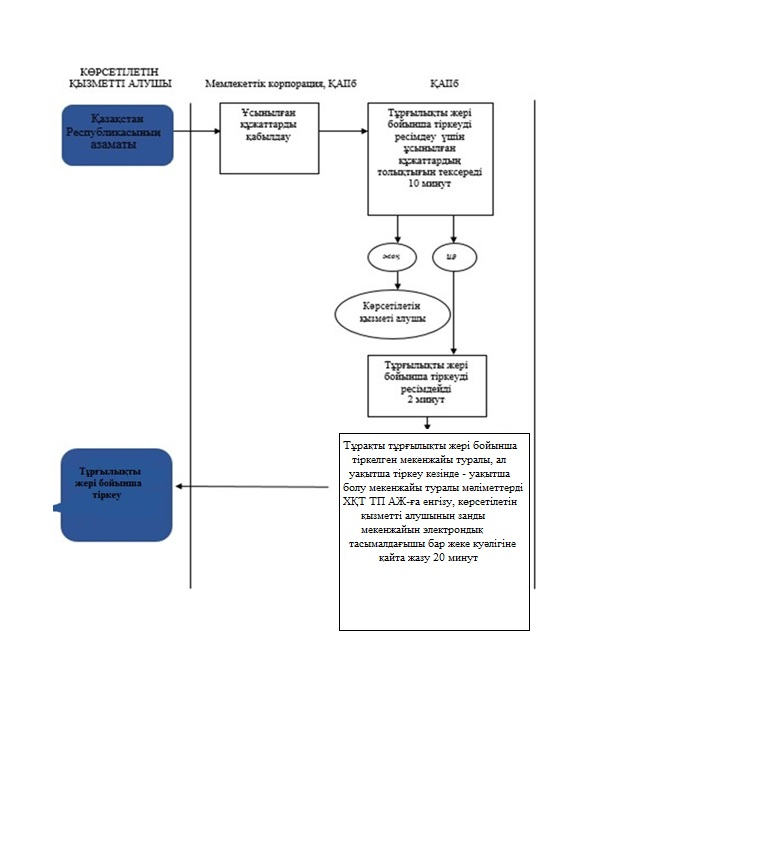 КӨРСЕТІЛЕТІН
ҚЫЗМЕТТІ АЛУШЫ
Мемлекеттік корпорация, ҚАПб
ҚАПб
Қазақстан
Республикасының
азаматы
Ұсынылған
құжаттарды
қабылдау
Тұрғылықты жері
бойынша тіркеуді
ресімдеу үшін
ұсынылған
құжаттардың
толықтығын тексереді
10 минут
жоқ
иә
Көрсетілетін
қызметі алушы
Тұрғылықты жері
бойынша тіркеуді
ресімдейді
2 минут
Тұрақты тұрғылықты жері бойынша
тіркелген мекенжайы туралы, ал
уақытша тіркеу кезінде - уақытша
болу мекенжайы туралы мәліметтерді
ХҚТ ТП АЖ-ға енгізу, көрсетілетін
қызметті алушының заңды
мекенжайын электрондық
тасымалдағышы бар жеке куәлігіне
қайта жазу 20 минут
Тұрғылықты
жері бойынша
тіркеу